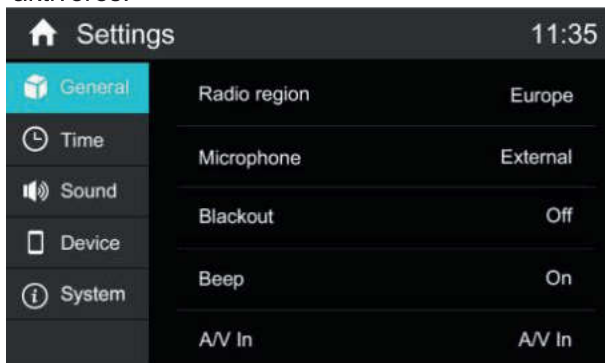 Settings 11:35
General
Time
Sound
Device
System
Radio region Europe
Microphone External
Blackout Off
Beep On
A/V In A/V In